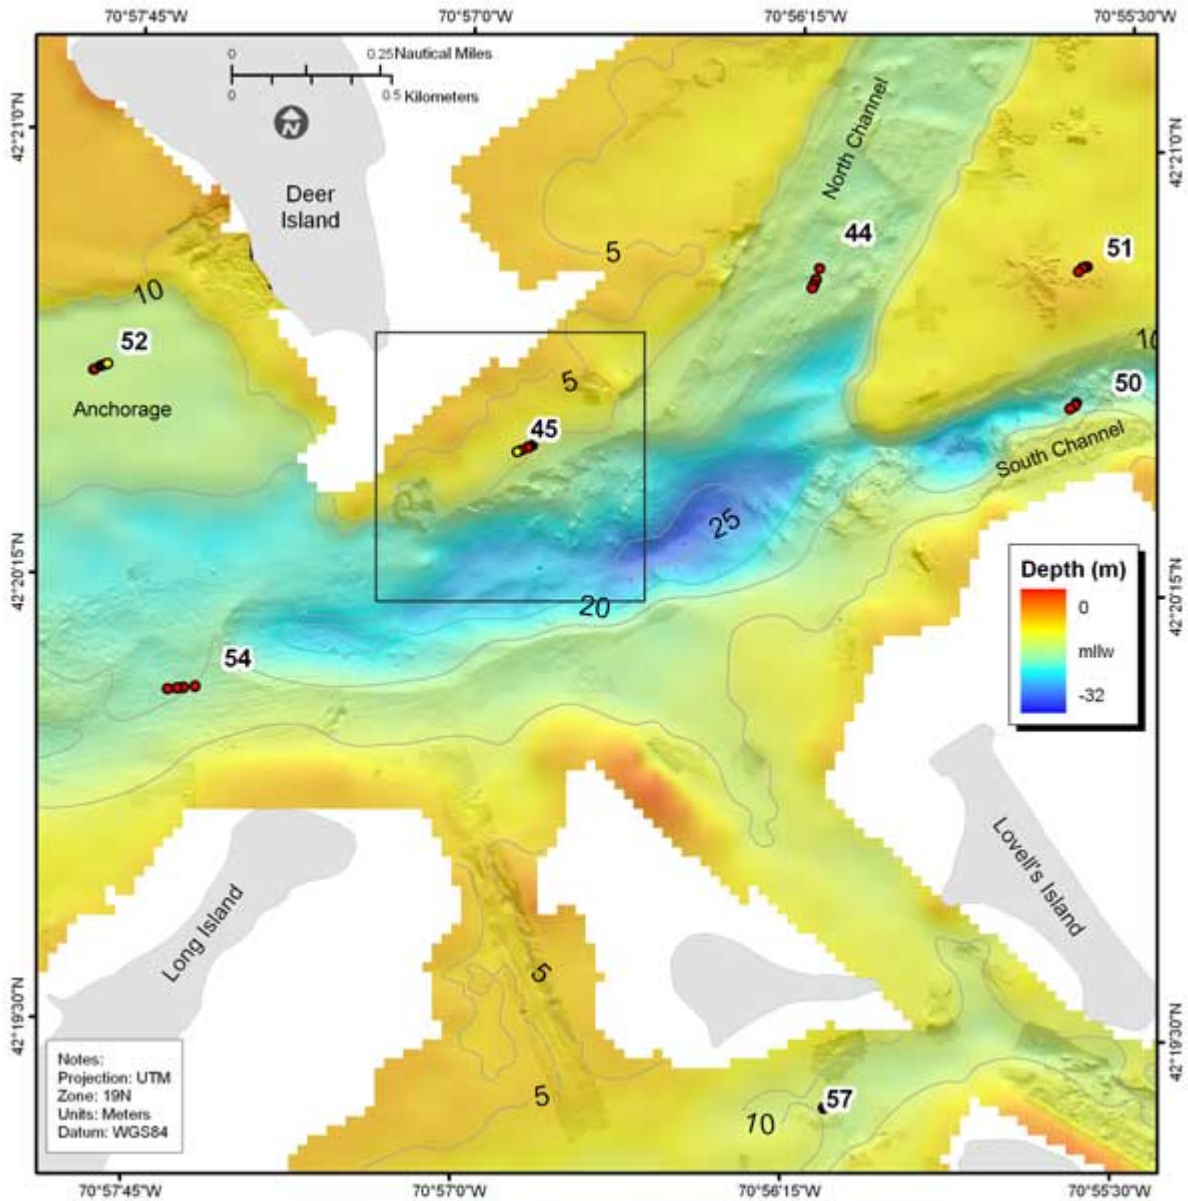 70°57'45"W 70°57'0"W 70°56'15"W 70°55'30"W
0 0.25 Nautical Miles
0 0.5 Kilometers
N
42°21'0"N
42°21'0"N
Deer
Island
North Channel
44
5
51
10
52
Anchorage
5
45
10
50
South Channel
25
42°20'15"N
42°20'15"N
20
Depth (m)
0
mllw
-32
54
Long Island
Lovell's Island
5
42°19'30"N
42°19'30"N
Notes:
Projection: UTM
Zone: 19N
Units: Meters
Datum: WGS84
5
10
57
70°57'45"W 70°57'0"W 70°56'15"W 70°55'30"W